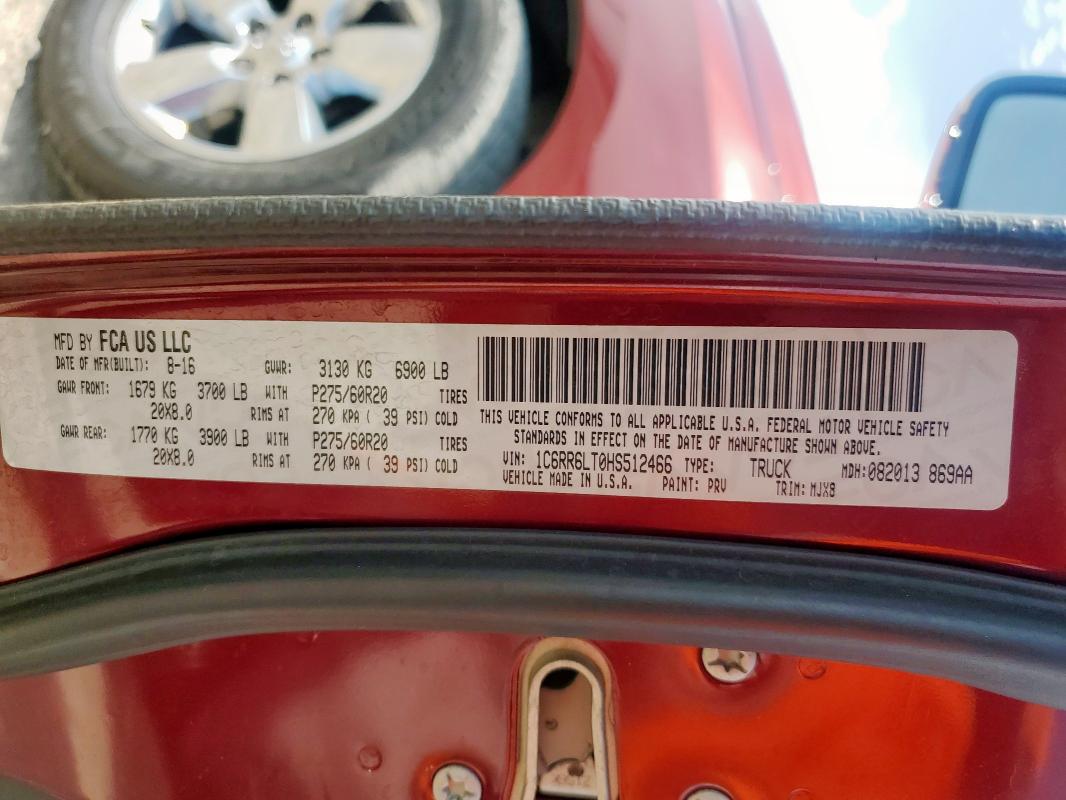 MFD BY FCA US LLC
DATE OF MFR(BUILT): 8-16 GVWR: 3130 KG 6900 LB
GAWR FRONT: 1679 KG 3700 LB WITH P275/60R20 TIRES
20X8.0 RIMS AT 270 KPA ( 39 PSI) COLD
GAWR REAR: 1770 KG 3900 LB WITH P275/60R20 TIRES
20X8.0 RIMS AT 270 KPA ( 39 PSI) COLD
THIS VEHICLE CONFORMS TO ALL APPLICABLE U.S.A. FEDERAL MOTOR VEHICLE SAFETY
STANDARDS IN EFFECT ON THE DATE OF MANUFACTURE SHOWN ABOVE.
VIN: 1C6RR6LT0HS512466 TYPE: TRUCK MDH:082013 869AA
VEHICLE MADE IN U.S.A. PAINT: PRV TRIM: MJX8